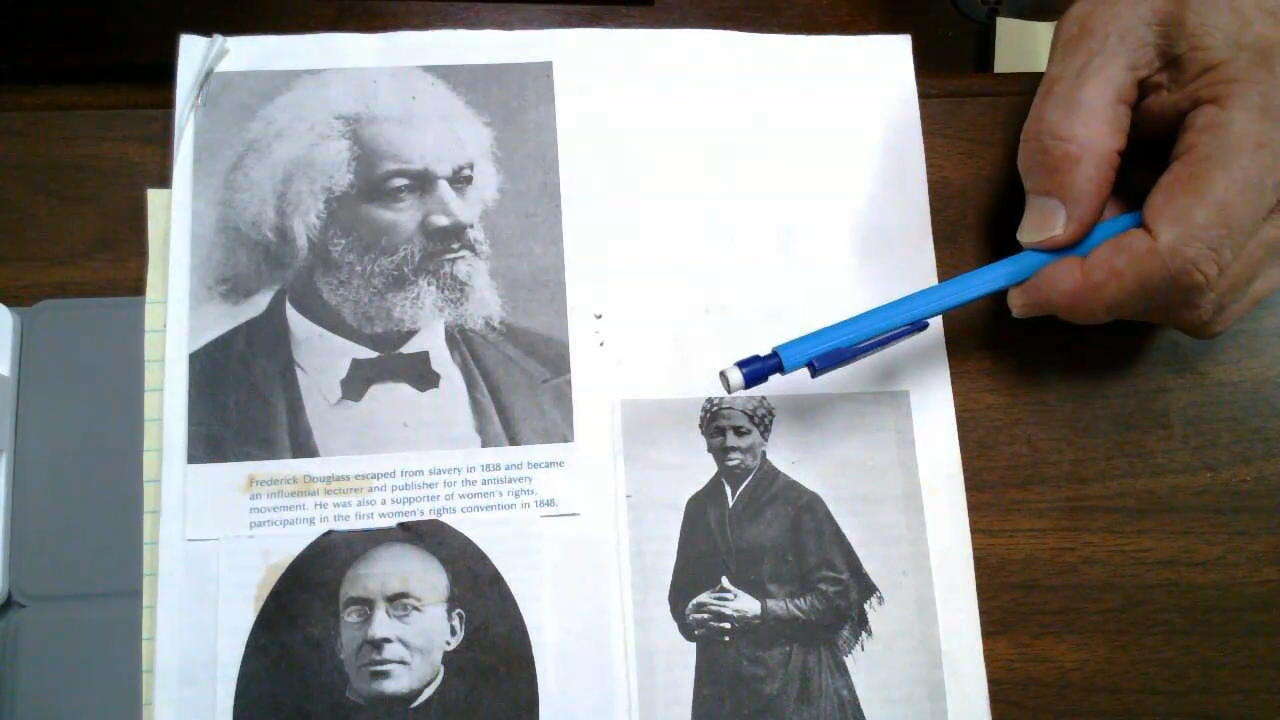 Frederick Douglass escaped from slavery in 1838 and became
an influential lecturer and publisher for the antislavery
movement. He was also a supporter of women's rights,
participating in the first women's rights convention in 1848.